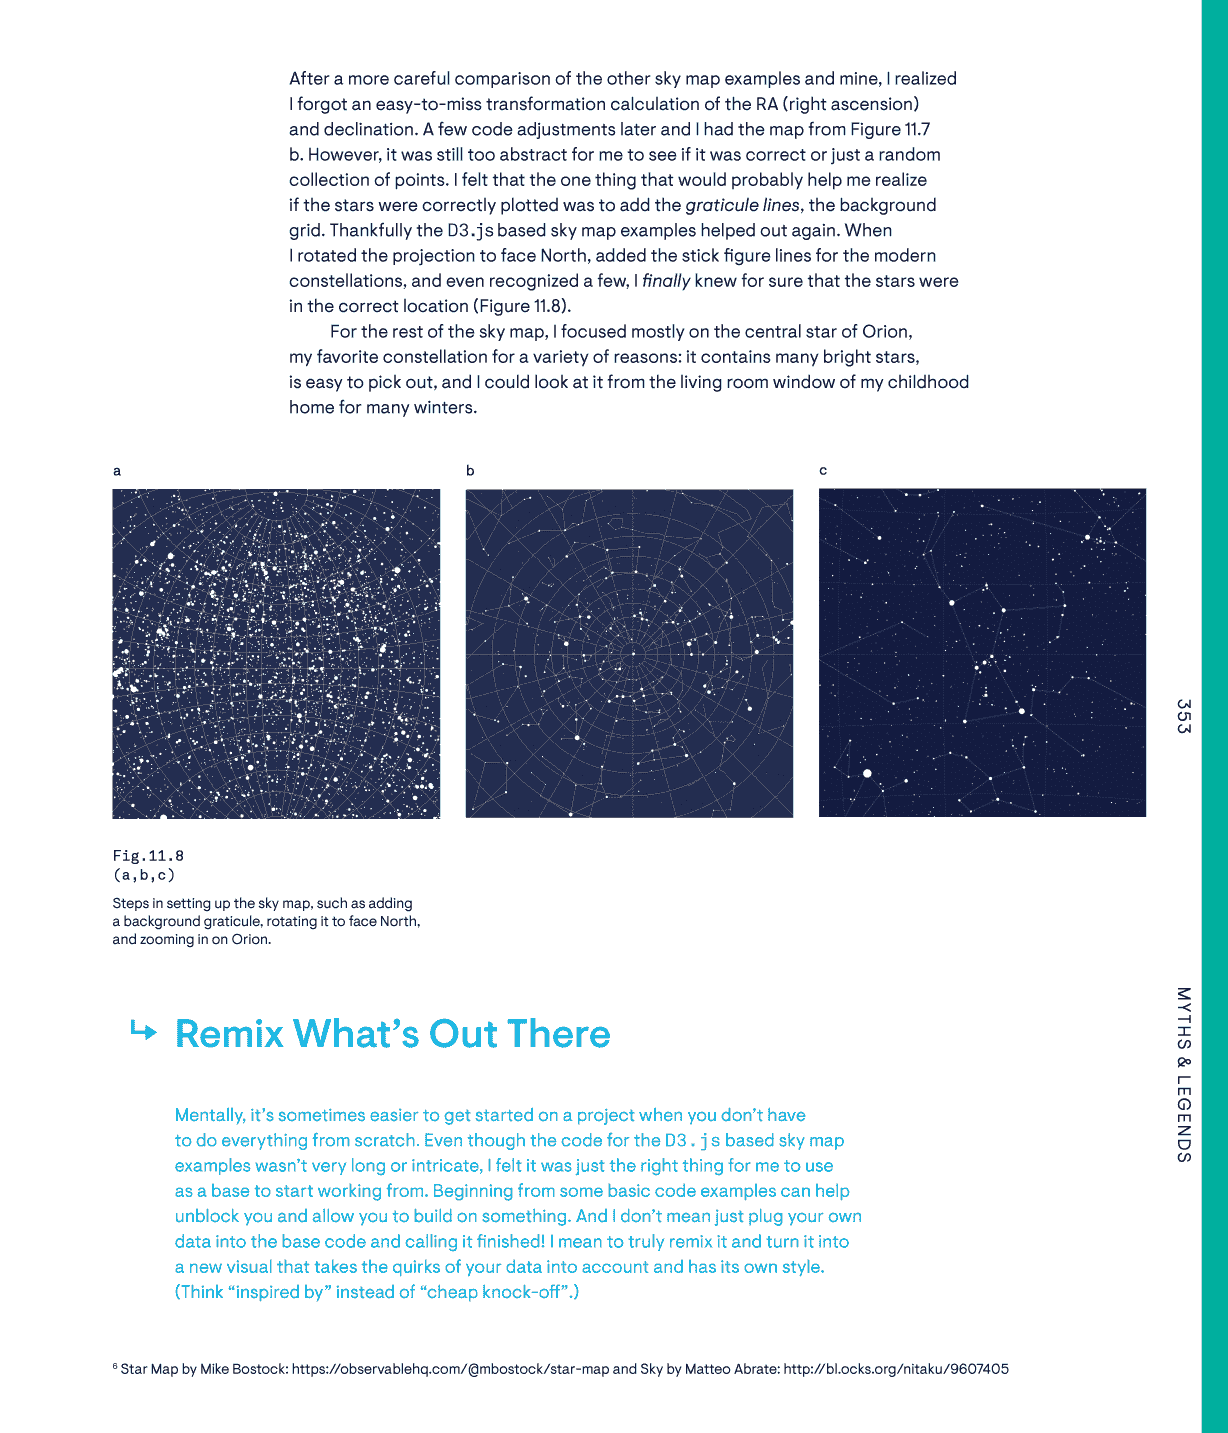 After a more careful comparison of the other sky map examples and mine, I realized
I forgot an easy-to-miss transformation calculation of the RA (right ascension)
and declination. A few code adjustments later and I had the map from Figure 11.7
b. However, it was still too abstract for me to see if it was correct or just a random
collection of points. I felt that the one thing that would probably help me realize
if the stars were correctly plotted was to add the graticule lines, the background
grid. Thankfully the D3.js based sky map examples helped out again. When
I rotated the projection to face North, added the stick figure lines for the modern
constellations, and even recognized a few, I finally knew for sure that the stars were
in the correct location (Figure 11.8).
For the rest of the sky map, I focused mostly on the central star of Orion,
my favorite constellation for a variety of reasons: it contains many bright stars,
is easy to pick out, and I could look at it from the living room window of my childhood
home for many winters.
a
b
c
Fig.11.8
(a,b,c)
Steps in setting up the sky map, such as adding
a background graticule, rotating it to face North,
and zooming in on Orion.
353
MYTHS & LEGENDS
↳ Remix What's Out There
Mentally, it's sometimes easier to get started on a project when you don't have
to do everything from scratch. Even though the code for the D3.js based sky map
examples wasn't very long or intricate, I felt it was just the right thing for me to use
as a base to start working from. Beginning from some basic code examples can help
unblock you and allow you to build on something. And I don't mean just plug your own
data into the base code and calling it finished! I mean to truly remix it and turn it into
a new visual that takes the quirks of your data into account and has its own style.
(Think “inspired by” instead of “cheap knock-off”.)
6 Star Map by Mike Bostock: https://observablehq.com/@mbostock/star-map and Sky by Matteo Abrate: http://bl.ocks.org/nitaku/9607405